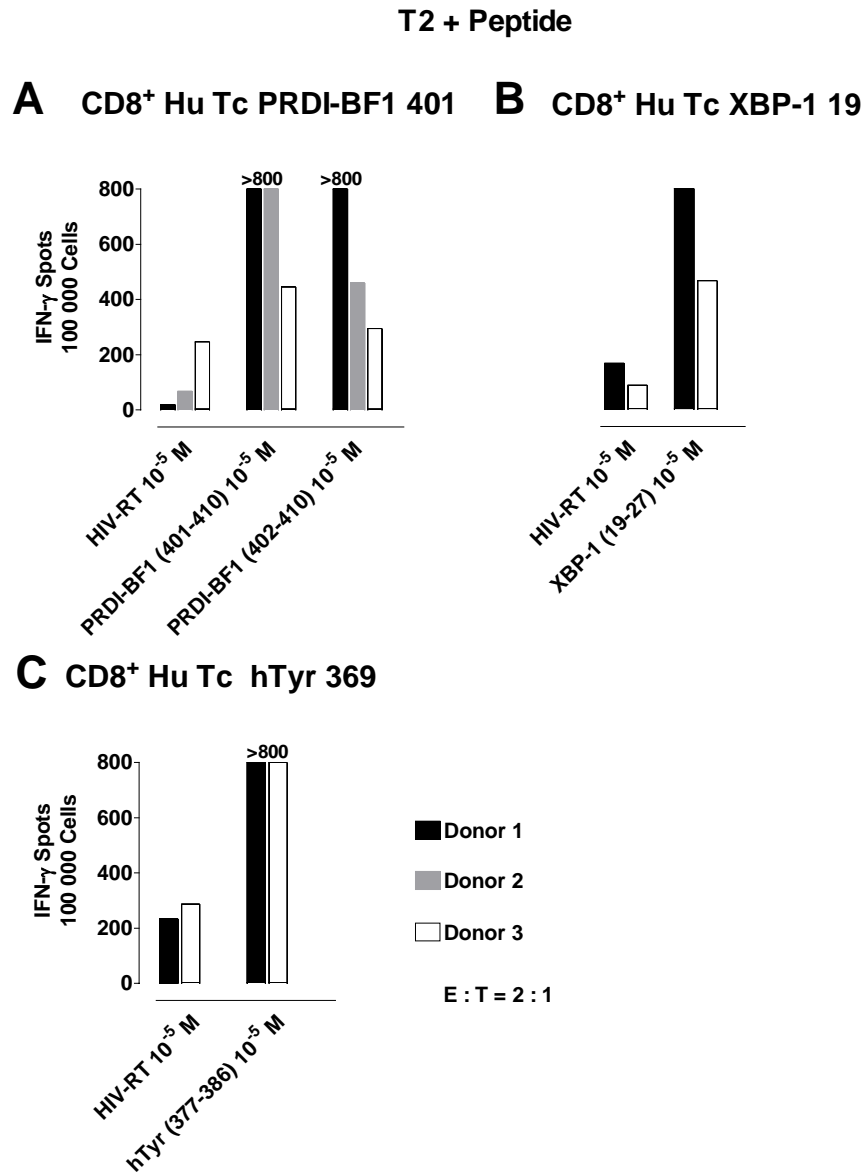 T2 + Peptide
A CD8⁺ Hu Tc PRDI-BF1 401
B CD8⁺ Hu Tc XBP-1 19
IFN-γ Spots
100 000 Cells
800
600
400
200
0
>800
>800
HIV-RT 10⁻⁵ M
PRDI-BF1 (401-410) 10⁻⁵ M
PRDI-BF1 (402-410) 10⁻⁵ M
HIV-RT 10⁻⁵ M
XBP-1 (19-27) 10⁻⁵ M
C CD8⁺ Hu Tc hTyr 369
IFN-γ Spots
100 000 Cells
800
600
400
200
0
>800
HIV-RT 10⁻⁵ M
hTyr (377-386) 10⁻⁵ M
Donor 1
Donor 2
Donor 3
E : T = 2 : 1